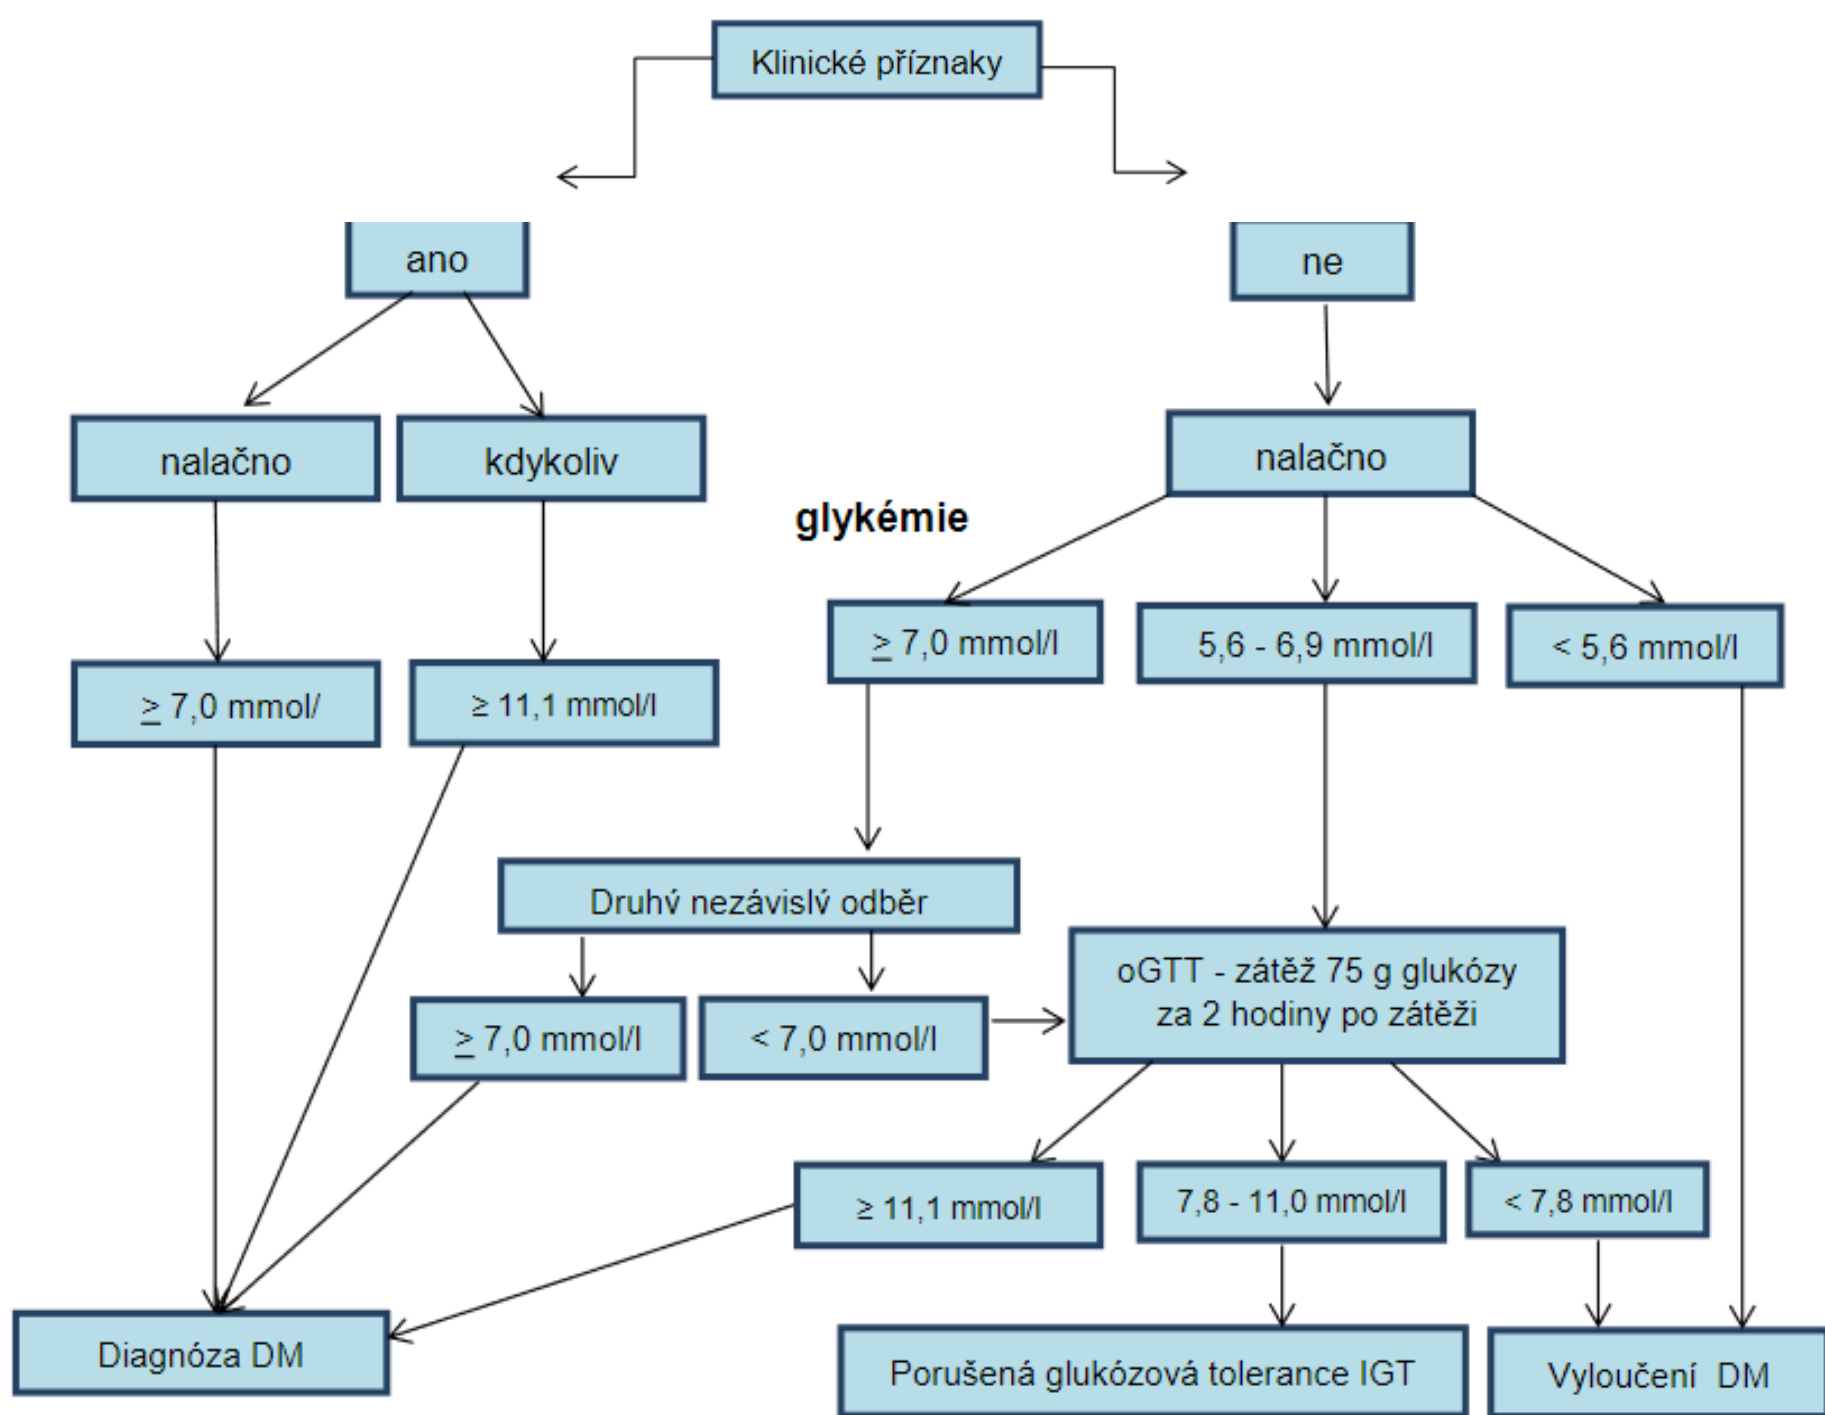 Klinické příznaky
ano
ne
nalačno
kdykoliv
nalačno
glykémie
≥ 7,0 mmol/l
5,6 - 6,9 mmol/l
< 5,6 mmol/l
≥ 7,0 mmol/
≥ 11,1 mmol/l
Druhý nezávislý odběr
oGTT - zátěž 75 g glukózy
za 2 hodiny po zátěži
≥ 7,0 mmol/l
< 7,0 mmol/l
≥ 11,1 mmol/l
7,8 - 11,0 mmol/l
< 7,8 mmol/l
Diagnóza DM
Porušená glukózová tolerance IGT
Vyloučení DM